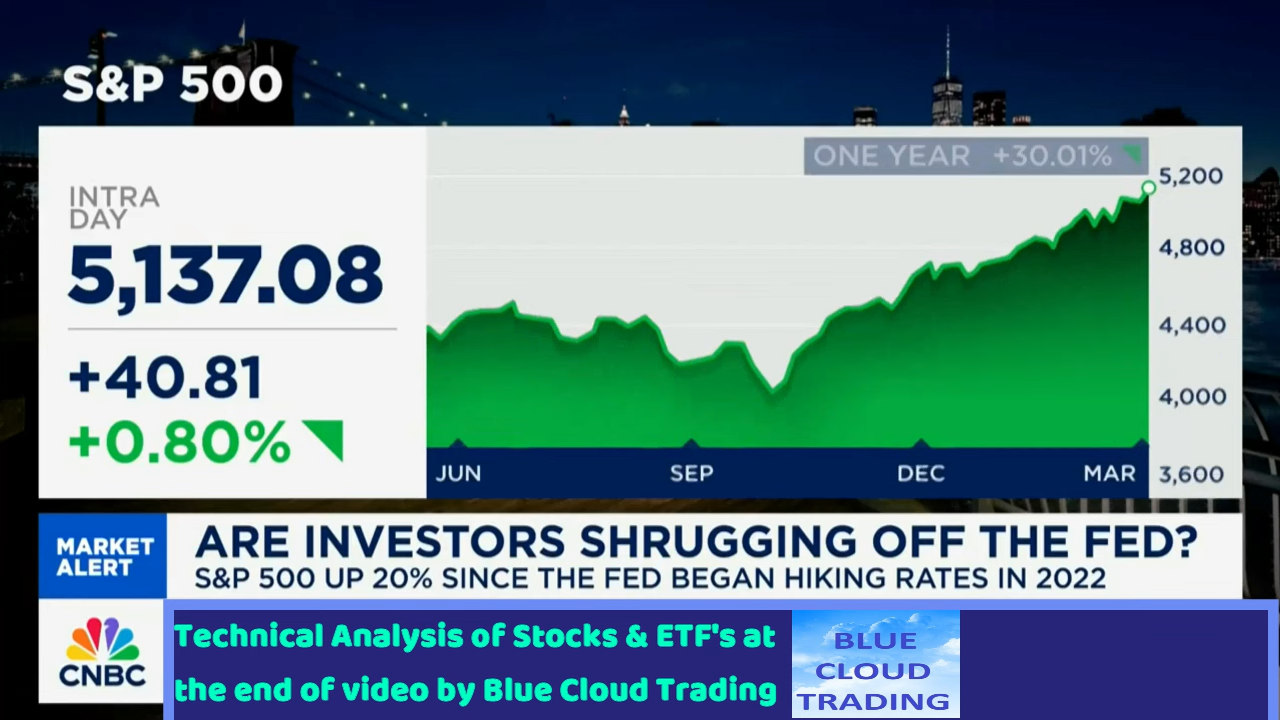 S&P 500
INTRA
DAY
5,137.08
+40.81
+0.80%
ONE YEAR +30.01%
5,200
4,800
4,400
4,000
3,600
JUN SEP DEC MAR
MARKET
ALERT
ARE INVESTORS SHRUGGING OFF THE FED?
S&P 500 UP 20% SINCE THE FED BEGAN HIKING RATES IN 2022
CNBC
Technical Analysis of Stocks & ETF's at
the end of video by Blue Cloud Trading
BLUE
CLOUD
TRADING